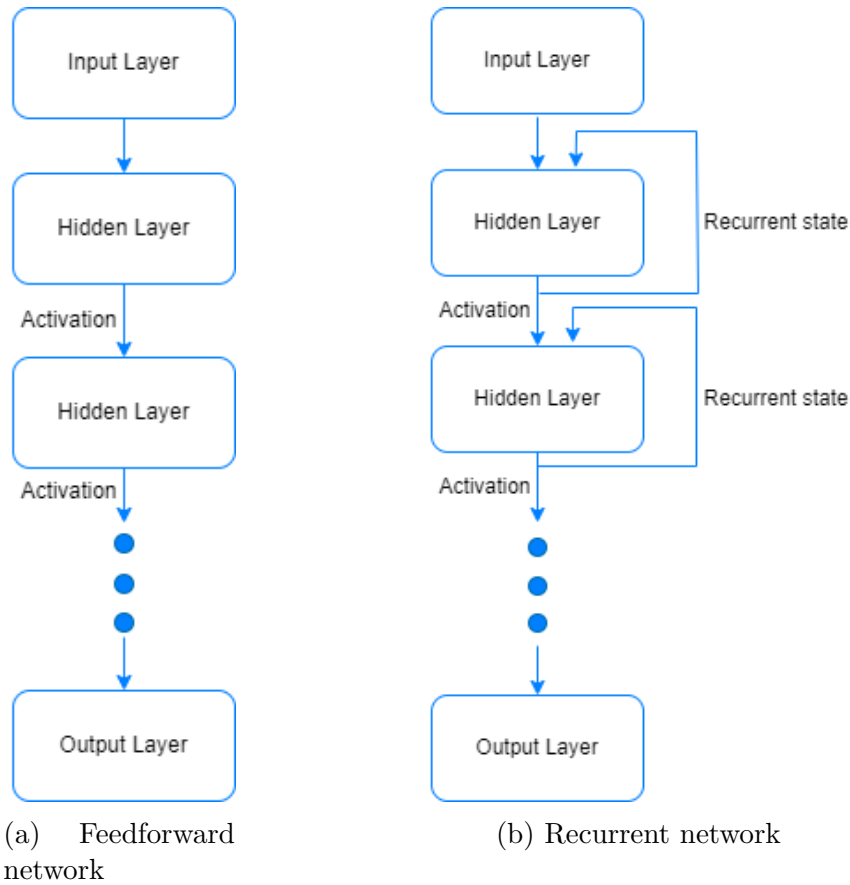 Input Layer
Hidden Layer
Activation
Hidden Layer
Activation
Output Layer
(a) Feedforward
network
Input Layer
Hidden Layer
Recurrent state
Activation
Hidden Layer
Recurrent state
Activation
Output Layer
(b) Recurrent network